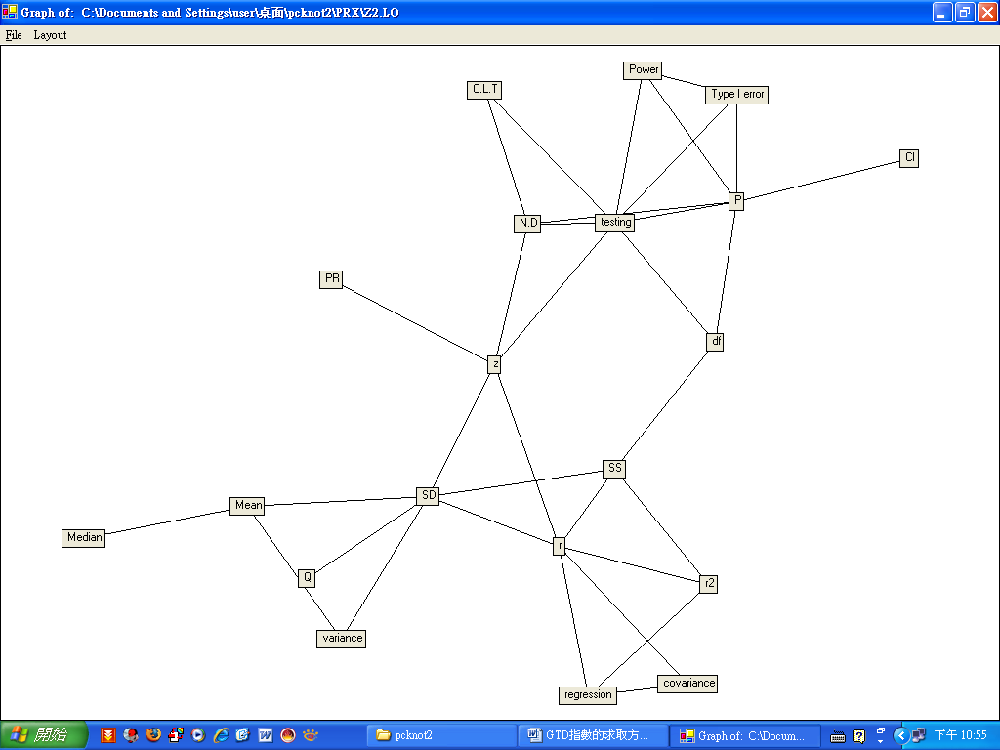 Graph of: C:\Documents and Settings\user\桌面\pcknot2\PRX\Z2.LO
File Layout
Power
C.L.T
Type I error
CI
P
N.D
testing
PR
df
z
SS
SD
Mean
Median
r
Q
r2
variance
covariance
regression
開始
pcknot2
GTD指數的求取方...
Graph of: C:\Docum...
下午 10:55